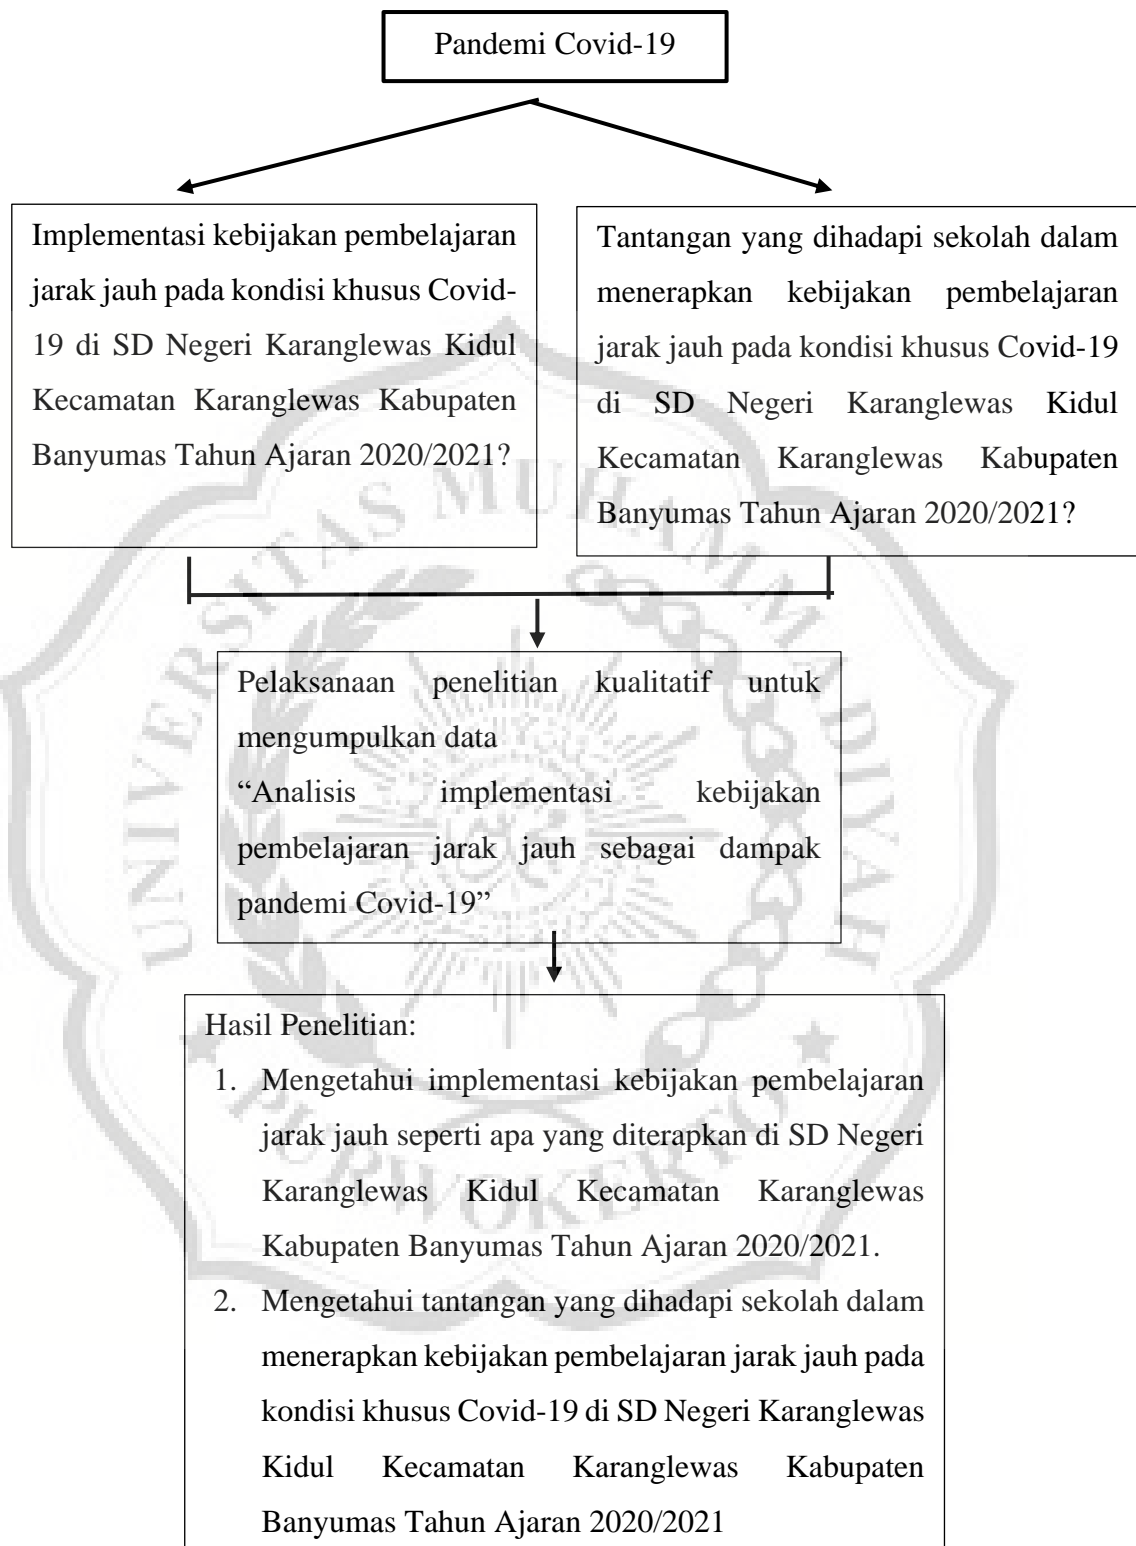 Pandemi Covid-19
Implementasi kebijakan pembelajaran
jarak jauh pada kondisi khusus Covid-
19 di SD Negeri Karanglewas Kidul
Kecamatan Karanglewas Kabupaten
Banyumas Tahun Ajaran 2020/2021?
Tantangan yang dihadapi sekolah dalam
menerapkan kebijakan pembelajaran
jarak jauh pada kondisi khusus Covid-19
di SD Negeri Karanglewas Kidul
Kecamatan Karanglewas Kabupaten
Banyumas Tahun Ajaran 2020/2021?
Pelaksanaan penelitian kualitatif untuk
mengumpulkan data
“Analisis implementasi kebijakan
pembelajaran jarak jauh sebagai dampak
pandemi Covid-19”
Hasil Penelitian:
1. Mengetahui implementasi kebijakan pembelajaran
jarak jauh seperti apa yang diterapkan di SD Negeri
Karanglewas Kidul Kecamatan Karanglewas
Kabupaten Banyumas Tahun Ajaran 2020/2021.
2. Mengetahui tantangan yang dihadapi sekolah dalam
menerapkan kebijakan pembelajaran jarak jauh pada
kondisi khusus Covid-19 di SD Negeri Karanglewas
Kidul Kecamatan Karanglewas Kabupaten
Banyumas Tahun Ajaran 2020/2021
UNIVERSITAS MUHAMMADIYAH
PURWOKERTO